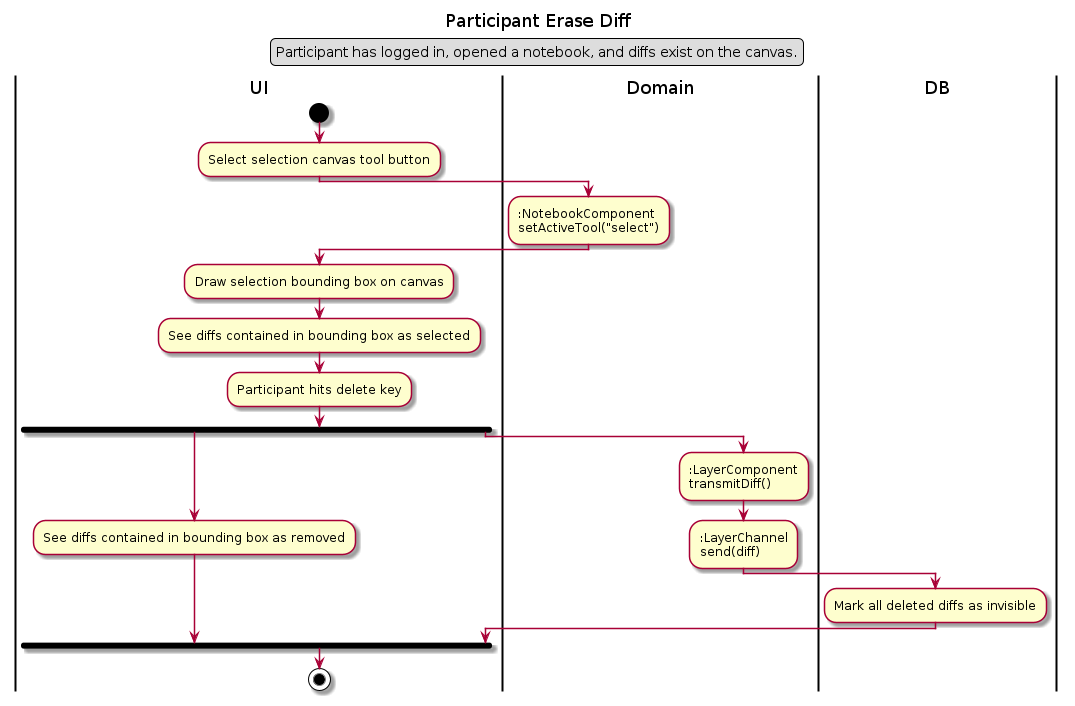 Participant Erase Diff
Participant has logged in, opened a notebook, and diffs exist on the canvas.
UI
Domain
DB
Select selection canvas tool button
:NotebookComponent
setActiveTool("select")
Draw selection bounding box on canvas
See diffs contained in bounding box as selected
Participant hits delete key
:LayerComponent
transmitDiff()
See diffs contained in bounding box as removed
:LayerChannel
send(diff)
Mark all deleted diffs as invisible